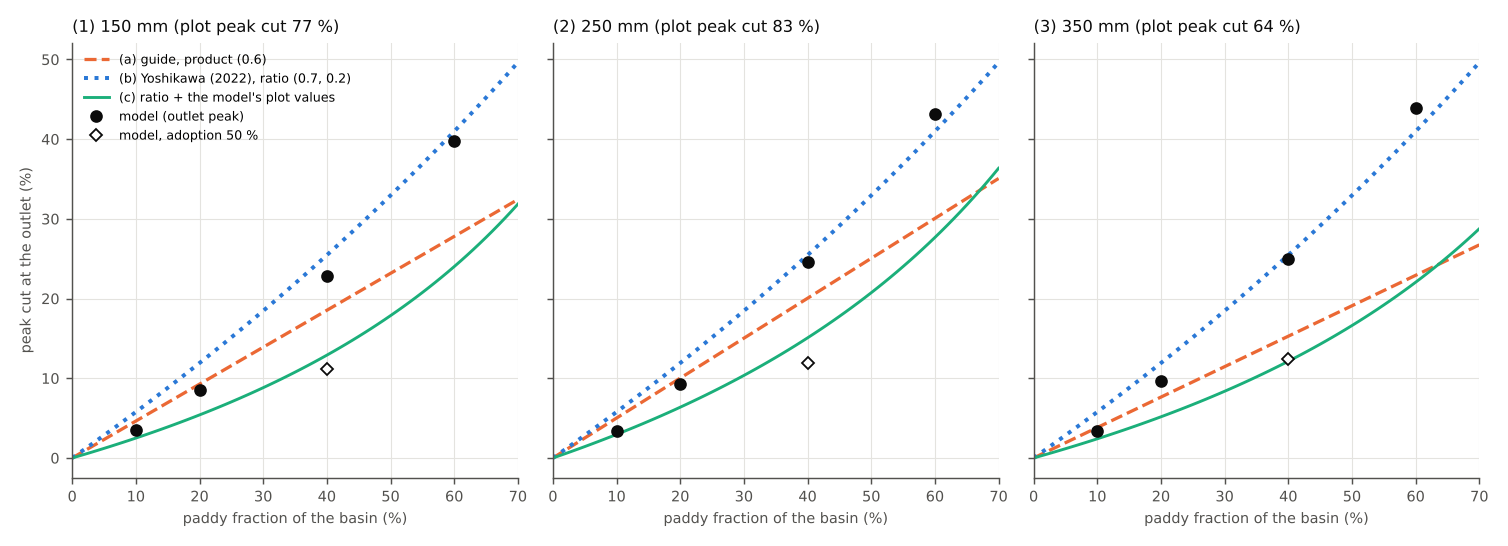 (1) 150 mm (plot peak cut 77 %)
(2) 250 mm (plot peak cut 83 %)
(3) 350 mm (plot peak cut 64 %)
(a) guide, product (0.6)
(b) Yoshikawa (2022), ratio (0.7, 0.2)
(c) ratio + the model's plot values
model (outlet peak)
model, adoption 50 %
peak cut at the outlet (%)
50
40
30
20
10
0
0 10 20 30 40 50 60 70
0 10 20 30 40 50 60 70
0 10 20 30 40 50 60 70
paddy fraction of the basin (%)
paddy fraction of the basin (%)
paddy fraction of the basin (%)